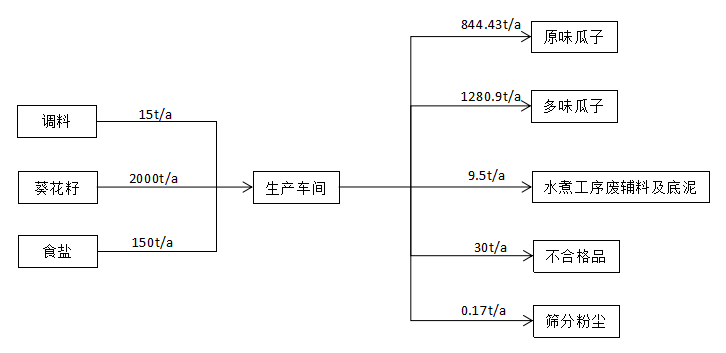 844.43t/a
原味瓜子
1280.9t/a
多味瓜子
调料
15t/a
葵花籽
2000t/a
生产车间
9.5t/a
水煮工序废辅料及底泥
食盐
150t/a
30t/a
不合格品
0.17t/a
筛分粉尘